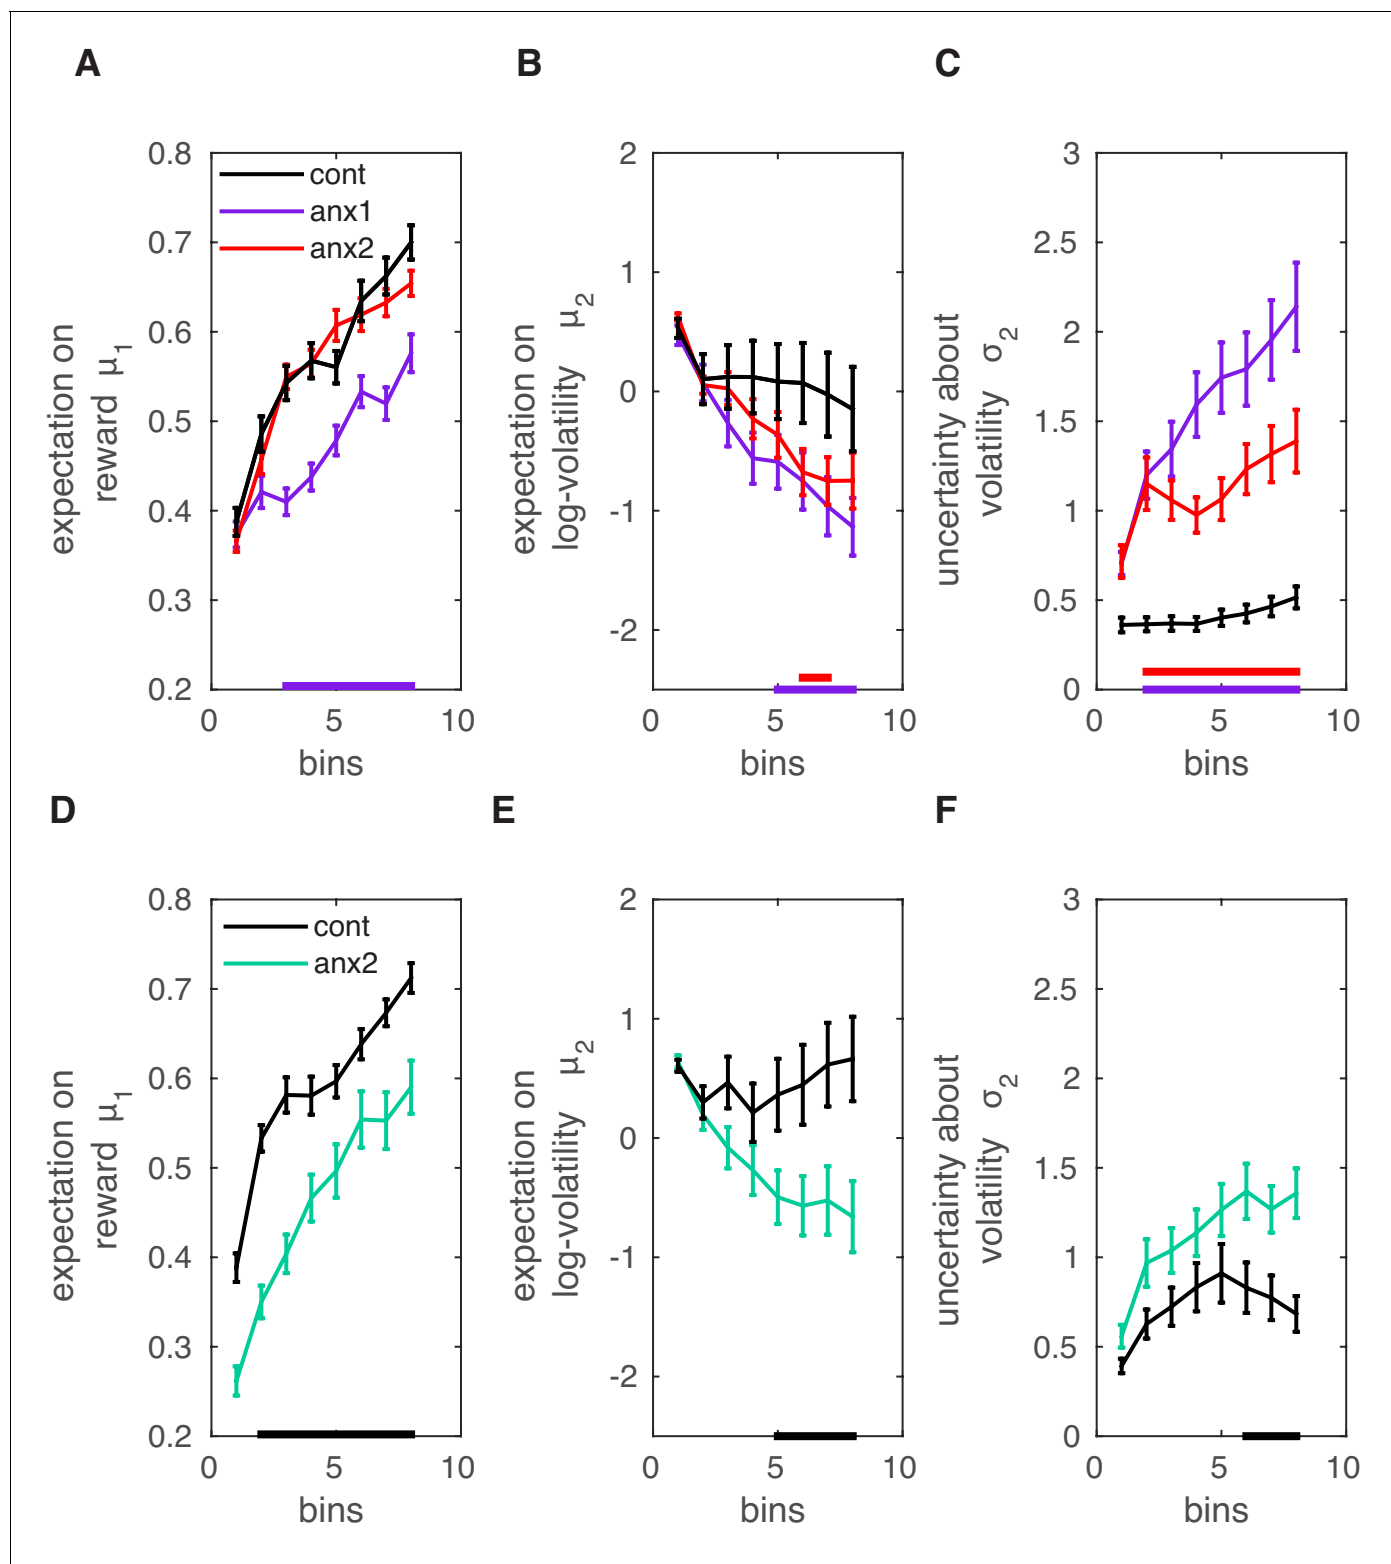 A
B
C
0.8
0.7
0.6
0.5
0.4
0.3
0.2
0
5
10
bins
expectation on
reward μ1
cont
anx1
anx2
2
1
0
-1
-2
0
5
10
bins
expectation on
log-volatility μ2
3
2.5
2
1.5
1
0.5
0
0
5
10
bins
uncertainty about
volatility σ2
D
E
F
0.8
0.7
0.6
0.5
0.4
0.3
0.2
0
5
10
bins
expectation on
reward μ1
cont
anx2
2
1
0
-1
-2
0
5
10
bins
expectation on
log-volatility μ2
3
2.5
2
1.5
1
0.5
0
0
5
10
bins
uncertainty about
volatility σ2